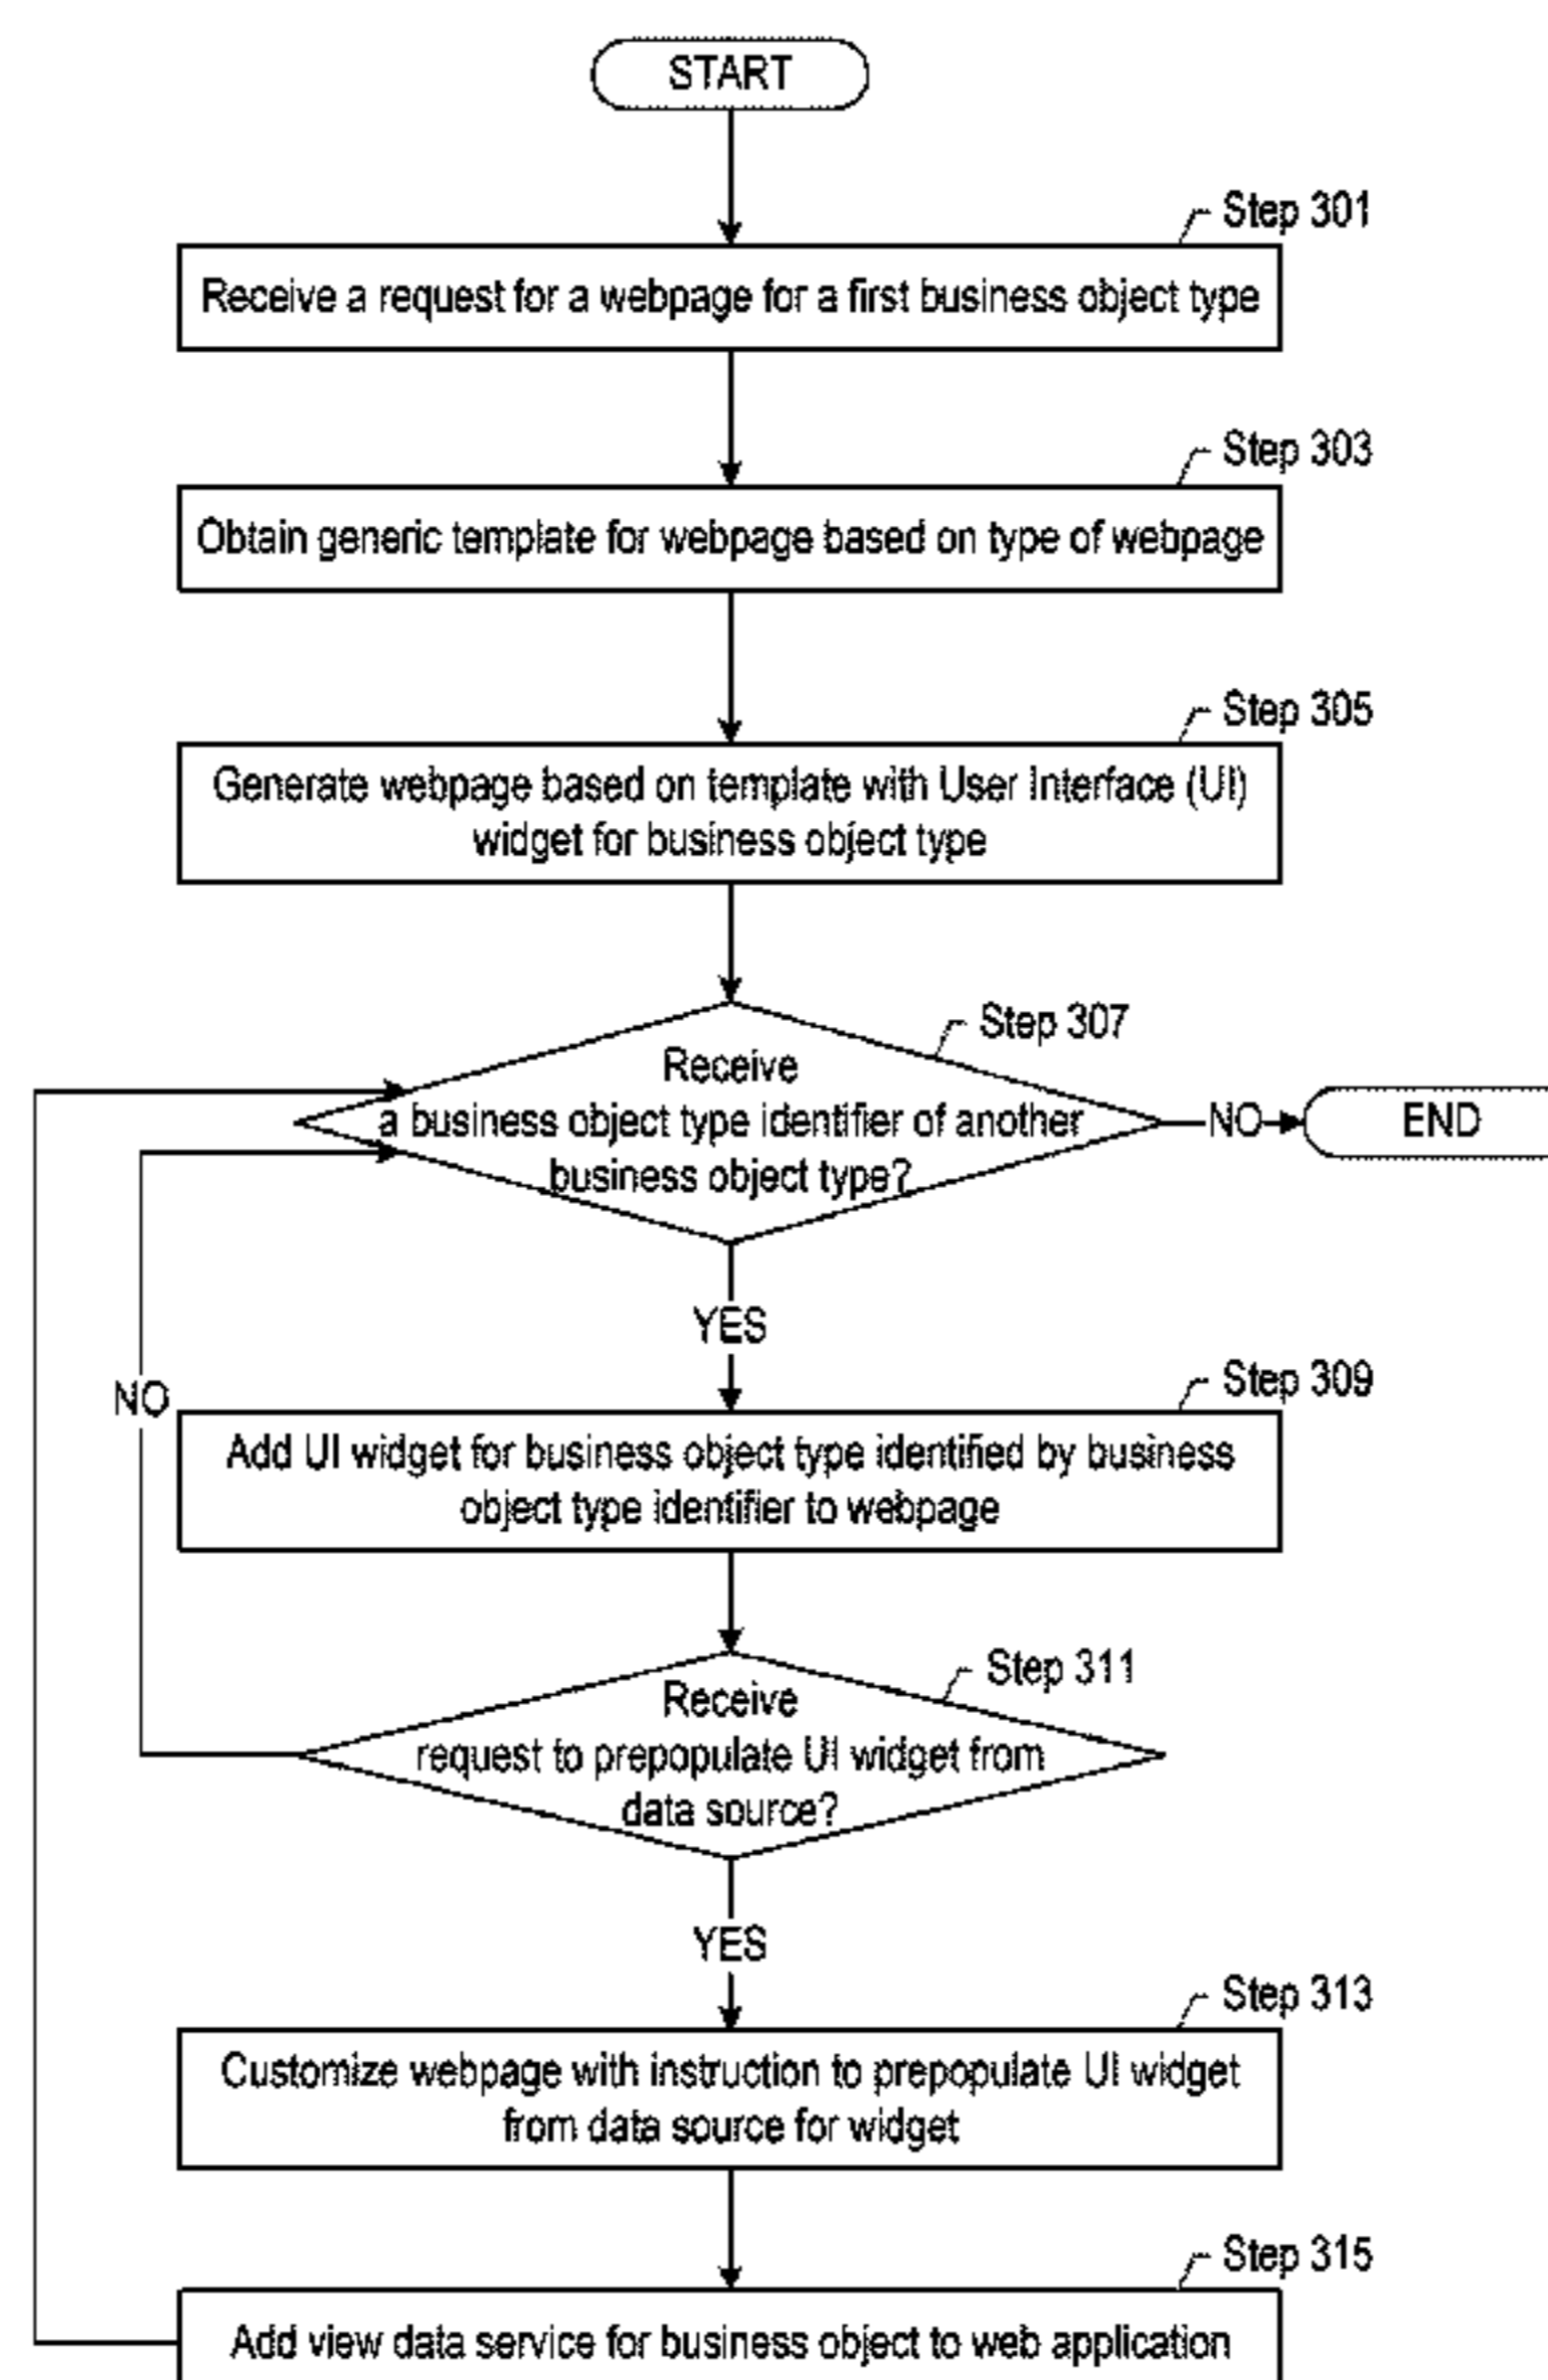 START
Step 301
Receive a request for a webpage for a first business object type
Step 303
Obtain generic template for webpage based on type of webpage
Step 305
Generate webpage based on template with User Interface (UI)
widget for business object type
Step 307
Receive
a business object type identifier of another
business object type?
NO
END
YES
NO
Step 309
Add UI widget for business object type identified by business
object type identifier to webpage
Step 311
Receive
request to prepopulate UI widget from
data source?
YES
Step 313
Customize webpage with instruction to prepopulate UI widget
from data source for widget
Step 315
Add view data service for business object to web application